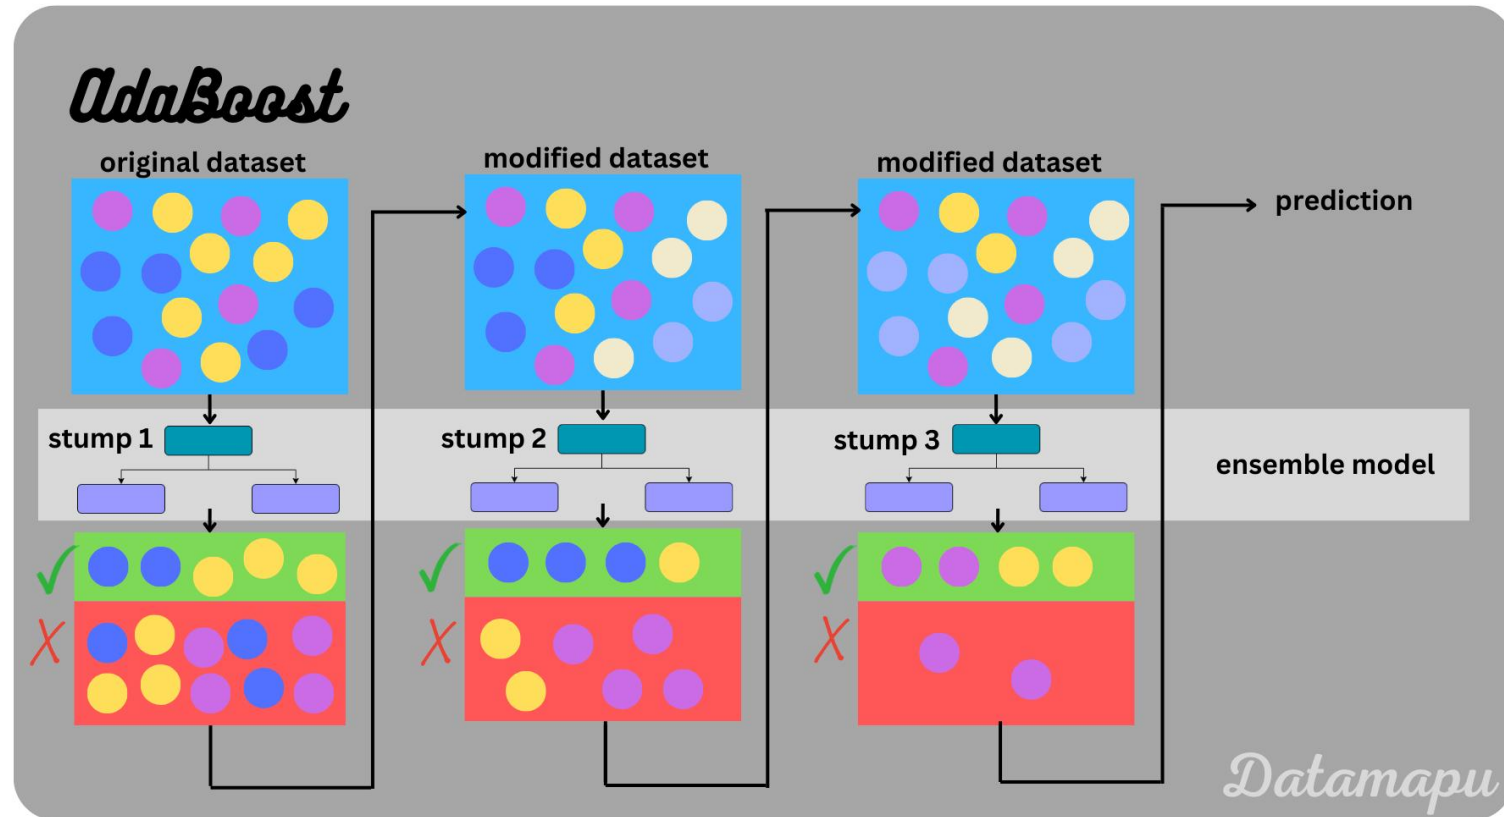 AdaBoost
original dataset
modified dataset
modified dataset
prediction
stump 1
stump 2
stump 3
ensemble model
Datamapu